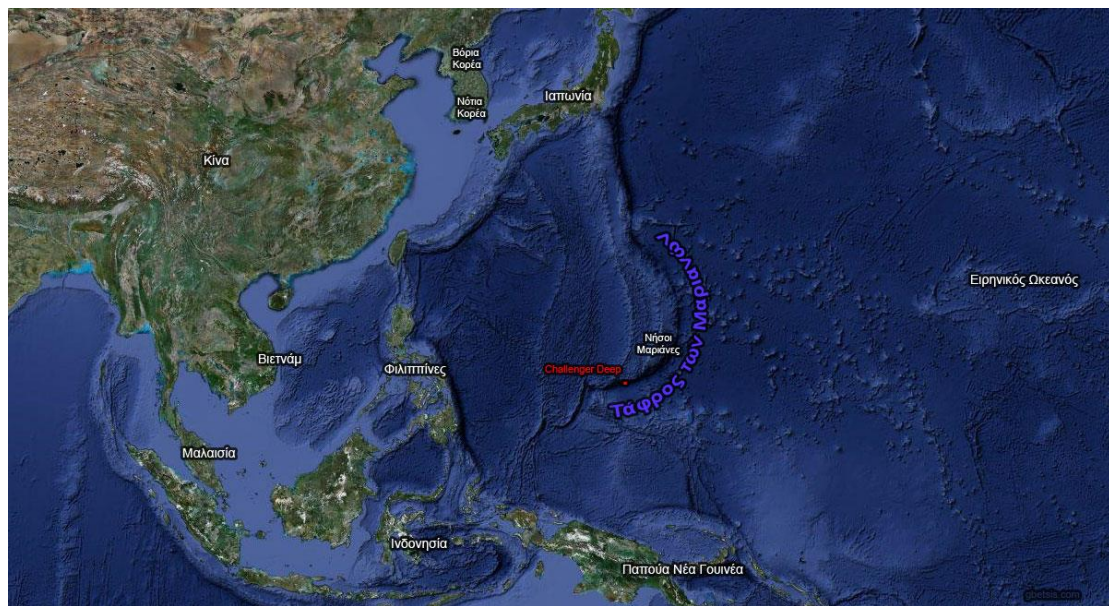 Βόρια
Κορέα
Νότια
Κορέα
Ιαπωνία
Κίνα
Ειρηνικός Ωκεανός
Νήσοι
Μαριάνες
Τάφρος των Μαριανών
Βιετνάμ
Φιλιππίνες
Challenger Deep
Μαλαισία
Ινδονησία
Παπούα Νέα Γουινέα
gbetsis.com